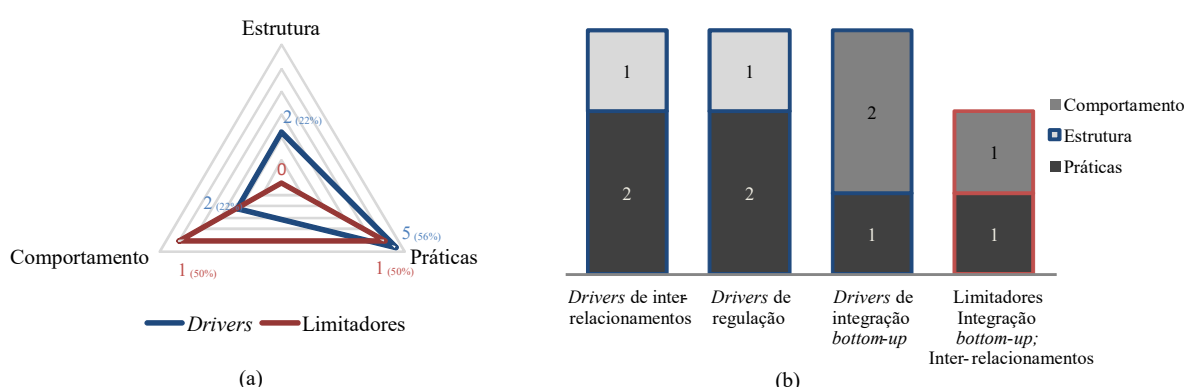 Estrutura
2 (22%)
0
2 (22%)
5 (56%)
Comportamento
Práticas
1 (50%)
1 (50%)
Drivers
Limitadores
(a)
1
1
2
1
2
2
1
1
Comportamento
Estrutura
Práticas
Drivers de inter-
relacionamentos
Drivers de
regulação
Drivers de
integração
bottom-up
Limitadores
Integração
bottom-up;
Inter-relacionamentos
(b)